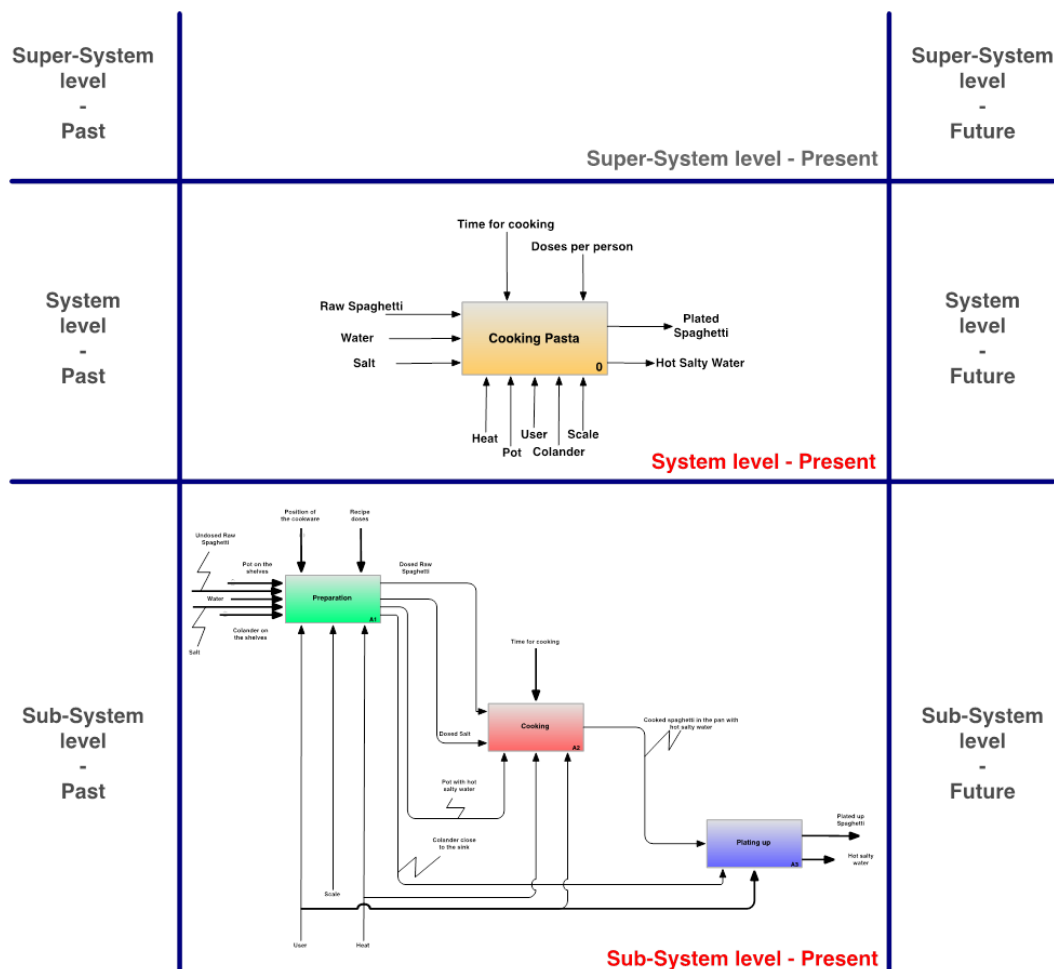 Super-System
level
-
Past
Super-System level - Present
Super-System
level
-
Future
System
level
-
Past
Time for cooking
Doses per person
Raw Spaghetti
Water
Salt
Cooking Pasta
0
Plated
Spaghetti
Hot Salty Water
Heat
Pot
User
Colander
Scale
System level - Present
System
level
-
Future
Sub-System
level
-
Past
Position of
the cookware
Recipe
doses
Undosed Raw
Spaghetti
Pot on the
shelves
Water
Colander on
the shelves
Salt
Preparation
A1
Dosed Raw
Spaghetti
Time for cooking
Cooking
A2
Dosed Salt
Cooked spaghetti in the pan with
hot salty water
Pot with hot
salty water
Colander close
to the sink
Plating up
A3
Plated up
Spaghetti
Hot salty
water
Scale
User
Heat
Sub-System level - Present
Sub-System
level
-
Future